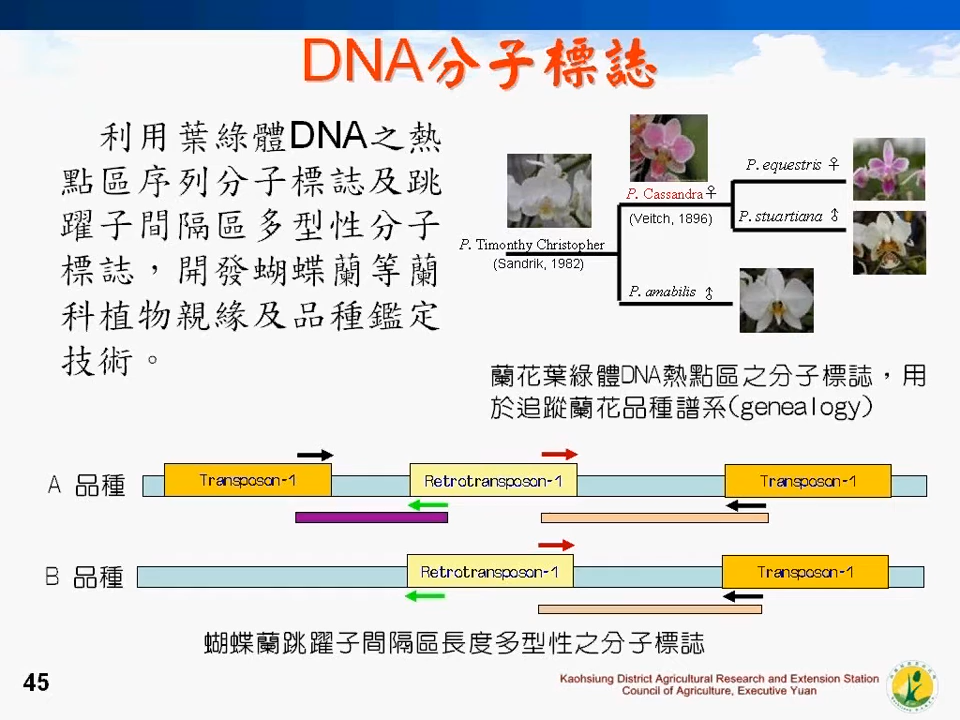 DNA分子標誌
利用葉綠體DNA之熱
點區序列分子標誌及跳
躍子間隔區多型性分子
標誌，開發蝴蝶蘭等蘭
科植物親緣及品種鑑定
技術。
P. equestris ♀
P. Cassandra♀
(Veitch, 1896)
P. stuartiana ♂
P. Timonthy Christopher
(Sandrik, 1982)
P. amabilis ♂
蘭花葉綠體DNA熱點區之分子標誌，用
於追蹤蘭花品種譜系(genealogy)
A 品種
Transposon-1
Retrotransposon-1
Transposon-1
B 品種
Retrotransposon-1
Transposon-1
蝴蝶蘭跳躍子間隔區長度多型性之分子標誌
45
Kaohsiung District Agricultural Research and Extension Station
Council of Agriculture, Executive Yuan